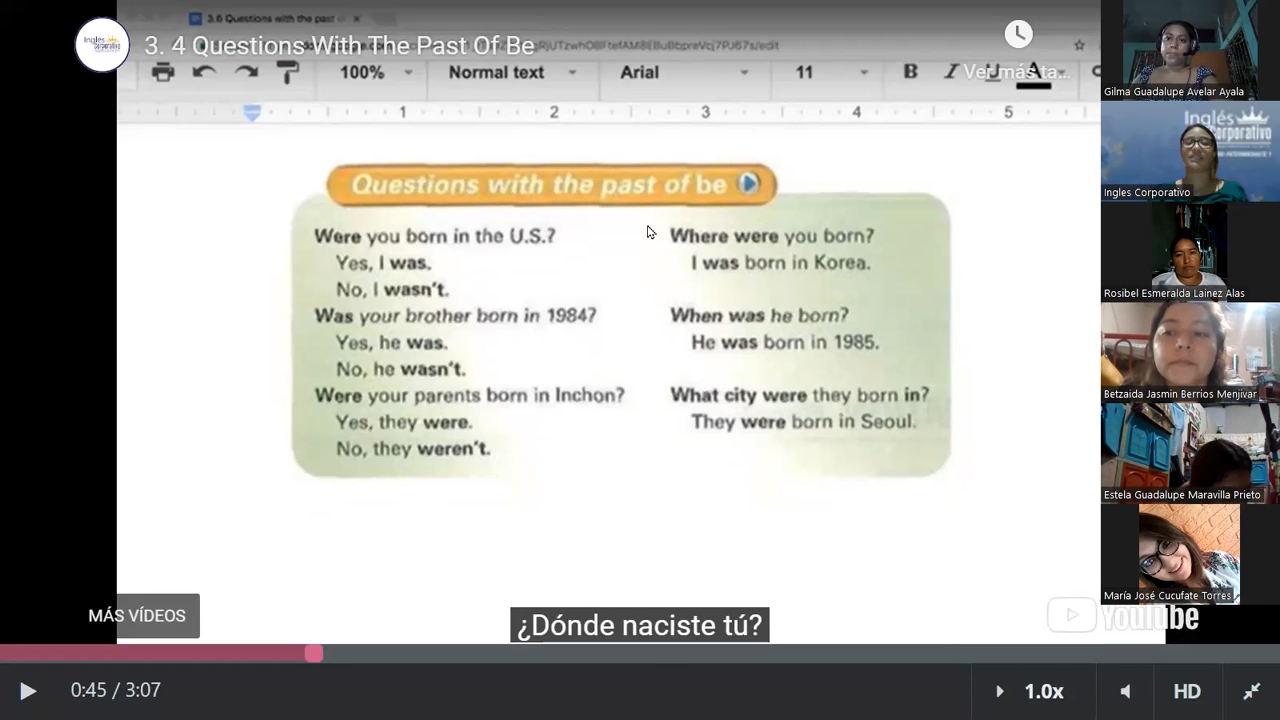 3.6 Questions with the past
3. 4 Questions With The Past Of Be
100%
Normal text
Arial
11
B
I
U
A
Ver más ta...
1
2
3
4
5
Questions with the past of be
Were you born in the U.S.?
Yes, I was.
No, I wasn't.
Was your brother born in 1984?
Yes, he was.
No, he wasn't.
Were your parents born in Inchon?
Yes, they were.
No, they weren't.
Where were you born?
I was born in Korea.
When was he born?
He was born in 1985.
What city were they born in?
They were born in Seoul.
MÁS VÍDEOS
¿Dónde naciste tú?
YouTube
0:45 / 3:07
1.0x
HD
Gilma Guadalupe Avelar Ayala
Inglés
corporativo
Ingles Corporativo
Rosibel Esmeralda Lainez Alas
Betzaida Jasmin Berrios Menjivar
Estela Guadalupe Maravilla Prieto
María José Cucufate Torres